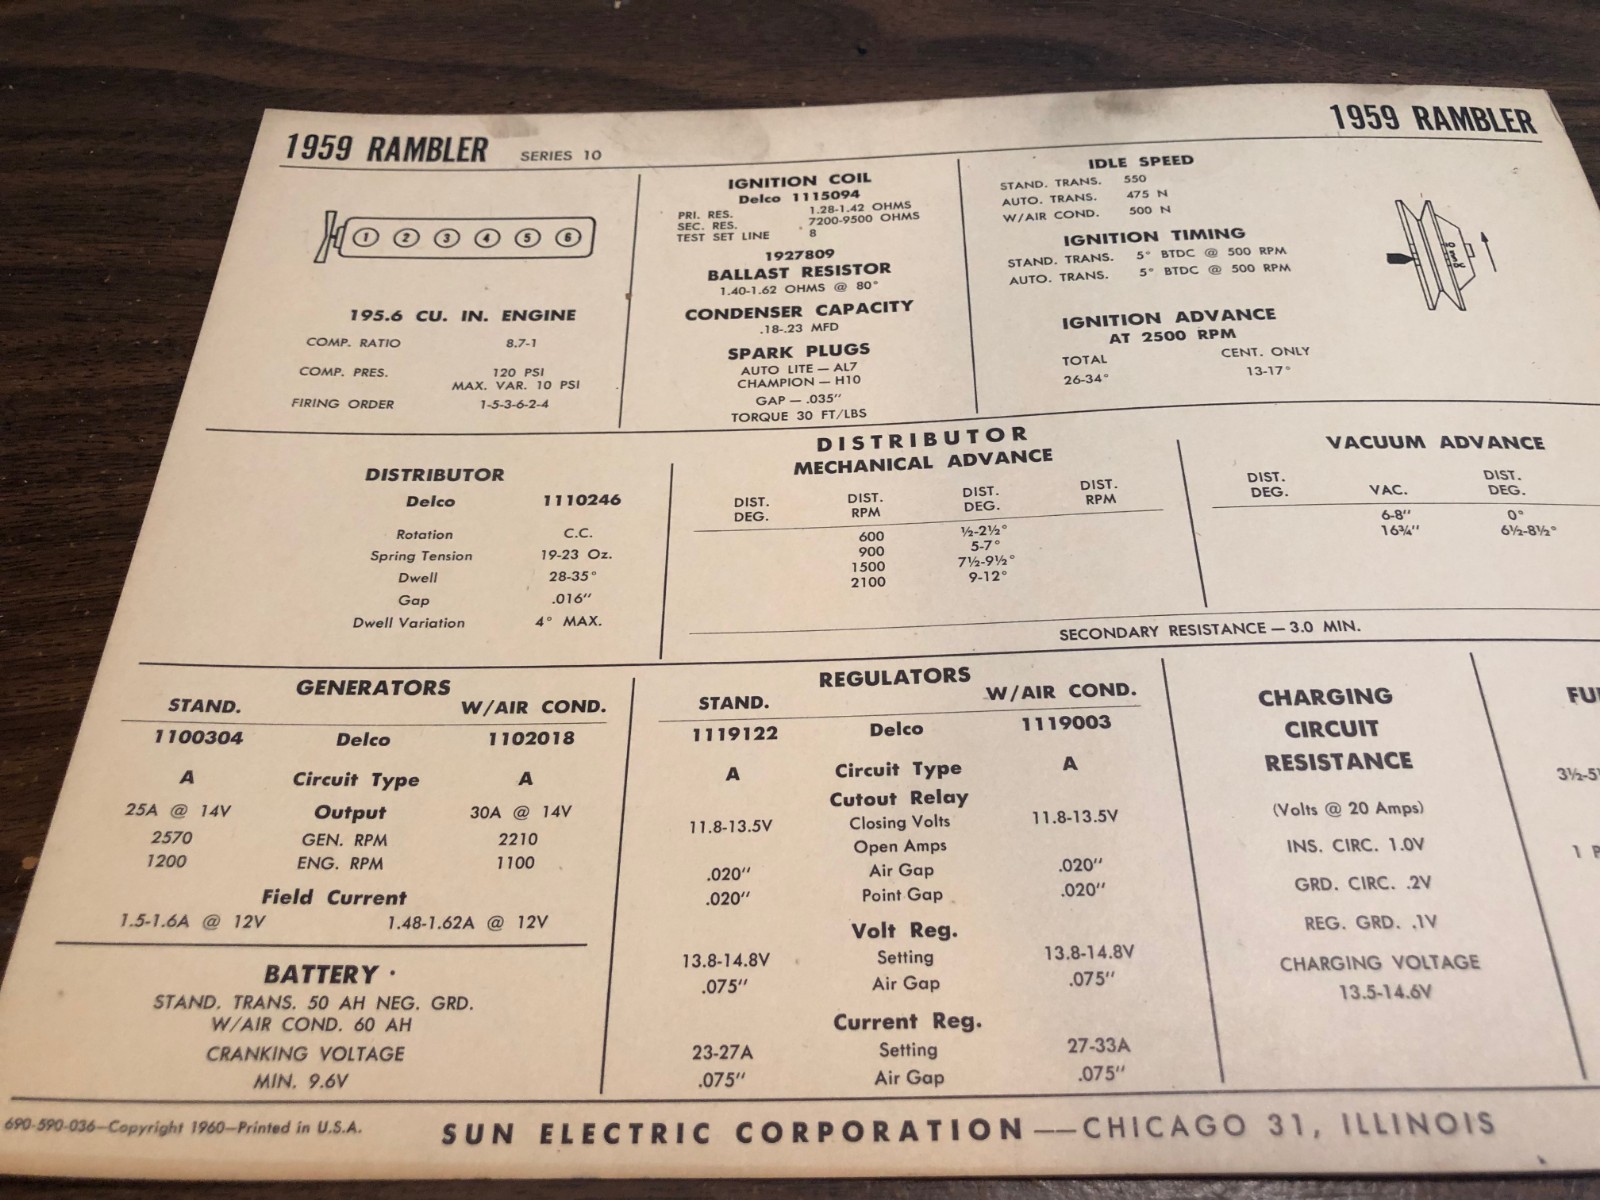 1959 RAMBLER SERIES 10
1959 RAMBLER
1 2 3 4 5 6
195.6 CU. IN. ENGINE
COMP. RATIO 8.7-1
COMP. PRES. 120 PSI
MAX. VAR. 10 PSI
FIRING ORDER 1-5-3-6-2-4
IGNITION COIL
Delco 1115094
PRI. RES. 1.28-1.42 OHMS
SEC. RES. 7200-9500 OHMS
TEST SET LINE 8
1927809
BALLAST RESISTOR
1.40-1.62 OHMS @ 80°
CONDENSER CAPACITY
.18-.23 MFD
SPARK PLUGS
AUTO LITE — AL7
CHAMPION — H10
GAP — .035"
TORQUE 30 FT/LBS
IDLE SPEED
STAND. TRANS. 550
AUTO. TRANS. 475 N
W/AIR COND. 500 N
IGNITION TIMING
STAND. TRANS. 5° BTDC @ 500 RPM
AUTO. TRANS. 5° BTDC @ 500 RPM
IGNITION ADVANCE
AT 2500 RPM
TOTAL CENT. ONLY
26-34° 13-17°
DISTRIBUTOR
Delco 1110246
Rotation C.C.
Spring Tension 19-23 Oz.
Dwell 28-35°
Gap .016"
Dwell Variation 4° MAX.
DISTRIBUTOR
MECHANICAL ADVANCE
DIST. DIST. DIST. DIST.
DEG. RPM DEG. RPM
600 ½-2½°
900 5-7°
1500 7½-9½°
2100 9-12°
VACUUM ADVANCE
DIST. DIST.
DEG. VAC. DEG.
6-8" 0°
16¾" 6½-8½°
SECONDARY RESISTANCE — 3.0 MIN.
GENERATORS
STAND. W/AIR COND.
1100304 Delco 1102018
A Circuit Type A
25A @ 14V Output 30A @ 14V
2570 GEN. RPM 2210
1200 ENG. RPM 1100
Field Current
1.5-1.6A @ 12V 1.48-1.62A @ 12V
BATTERY
STAND. TRANS. 50 AH NEG. GRD.
W/AIR COND. 60 AH
CRANKING VOLTAGE
MIN. 9.6V
REGULATORS
STAND. W/AIR COND.
1119122 Delco 1119003
A Circuit Type A
Cutout Relay
11.8-13.5V Closing Volts 11.8-13.5V
Open Amps
.020" Air Gap .020"
.020" Point Gap .020"
Volt Reg.
13.8-14.8V Setting 13.8-14.8V
.075" Air Gap .075"
Current Reg.
23-27A Setting 27-33A
.075" Air Gap .075"
CHARGING
CIRCUIT
RESISTANCE
(Volts @ 20 Amps)
INS. CIRC. 1.0V
GRD. CIRC. .2V
REG. GRD. .1V
CHARGING VOLTAGE
13.5-14.6V
FU
3½-5
1 P
690-590-036—Copyright 1960—Printed in U.S.A.
SUN ELECTRIC CORPORATION — CHICAGO 31, ILLINOIS